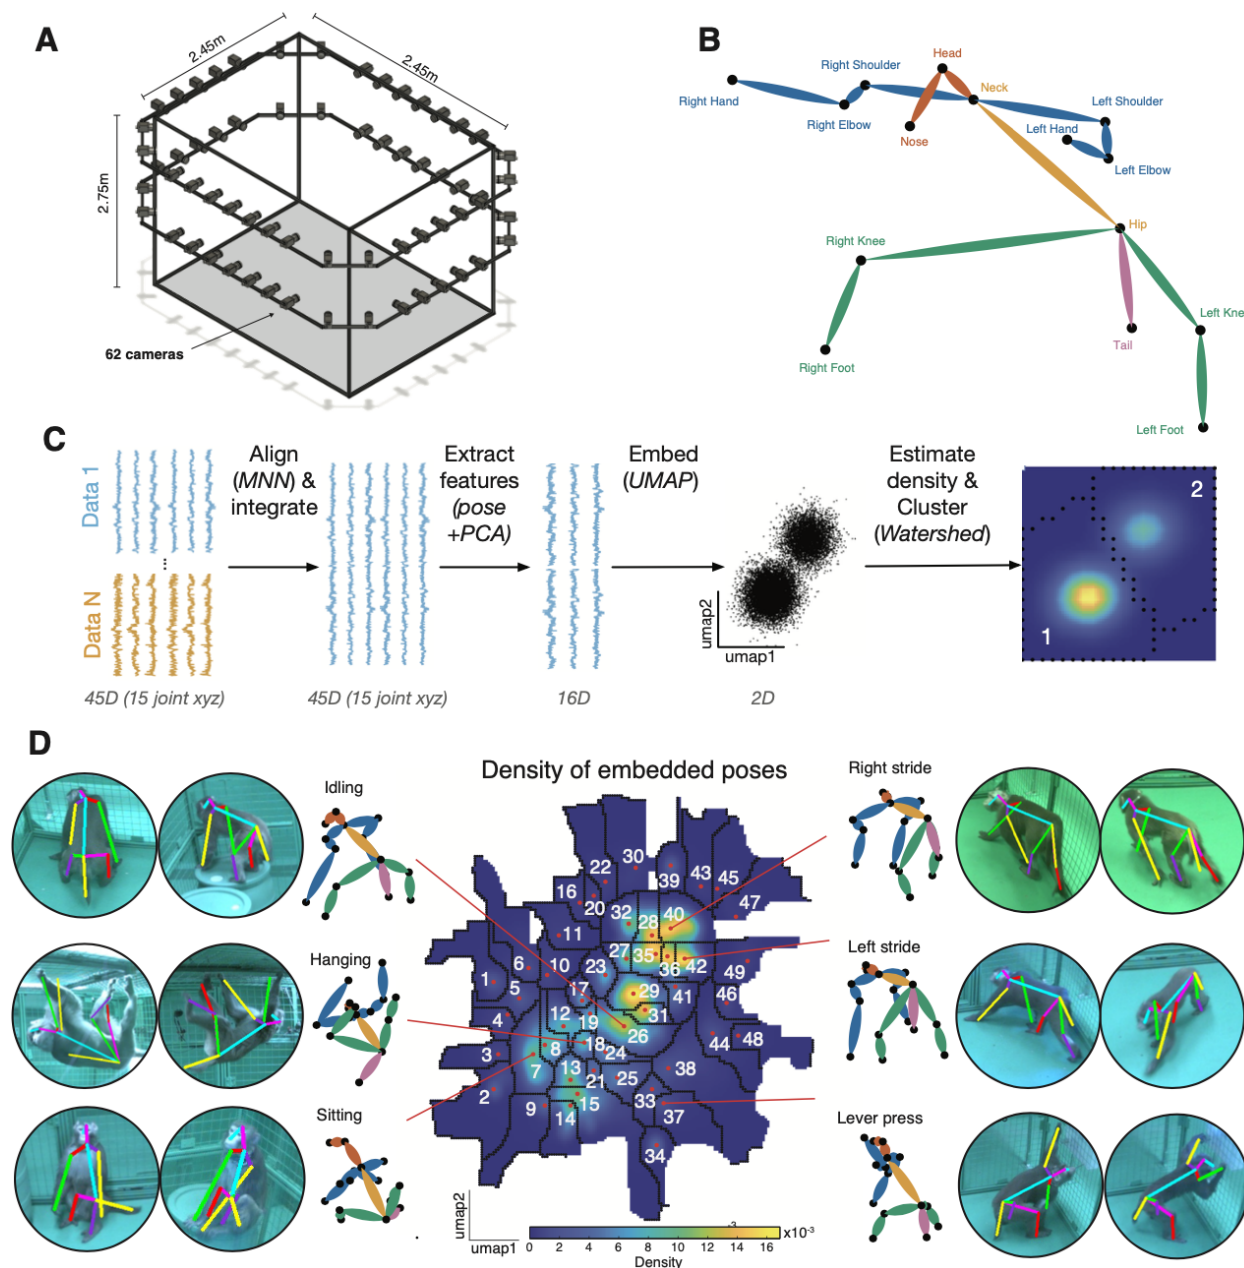 A
2.45m
2.45m
2.75m
62 cameras
B
Head
Right Shoulder
Neck
Right Hand
Left Shoulder
Right Elbow
Left Hand
Nose
Left Elbow
Hip
Right Knee
Left Kne
Tail
Right Foot
Left Foot
C
Data 1
...
Data N
45D (15 joint xyz)
Align
(MNN) &
integrate
45D (15 joint xyz)
Extract
features
(pose
+PCA)
16D
Embed
(UMAP)
umap2
umap1
2D
Estimate
density &
Cluster
(Watershed)
2
1
D
Density of embedded poses
Idling
Hanging
Sitting
Right stride
Left stride
Lever press
30
22
39
43
45
16
20
47
32
28
40
11
27
35
36
42
49
6
10
23
1
5
17
29
41
46
4
12
19
31
26
3
8
18
24
44
48
7
13
21
25
38
2
9
14
15
33
37
34
umap2
umap1
0
2
4
6
8
10
12
14
16
-3
x10-3
Density